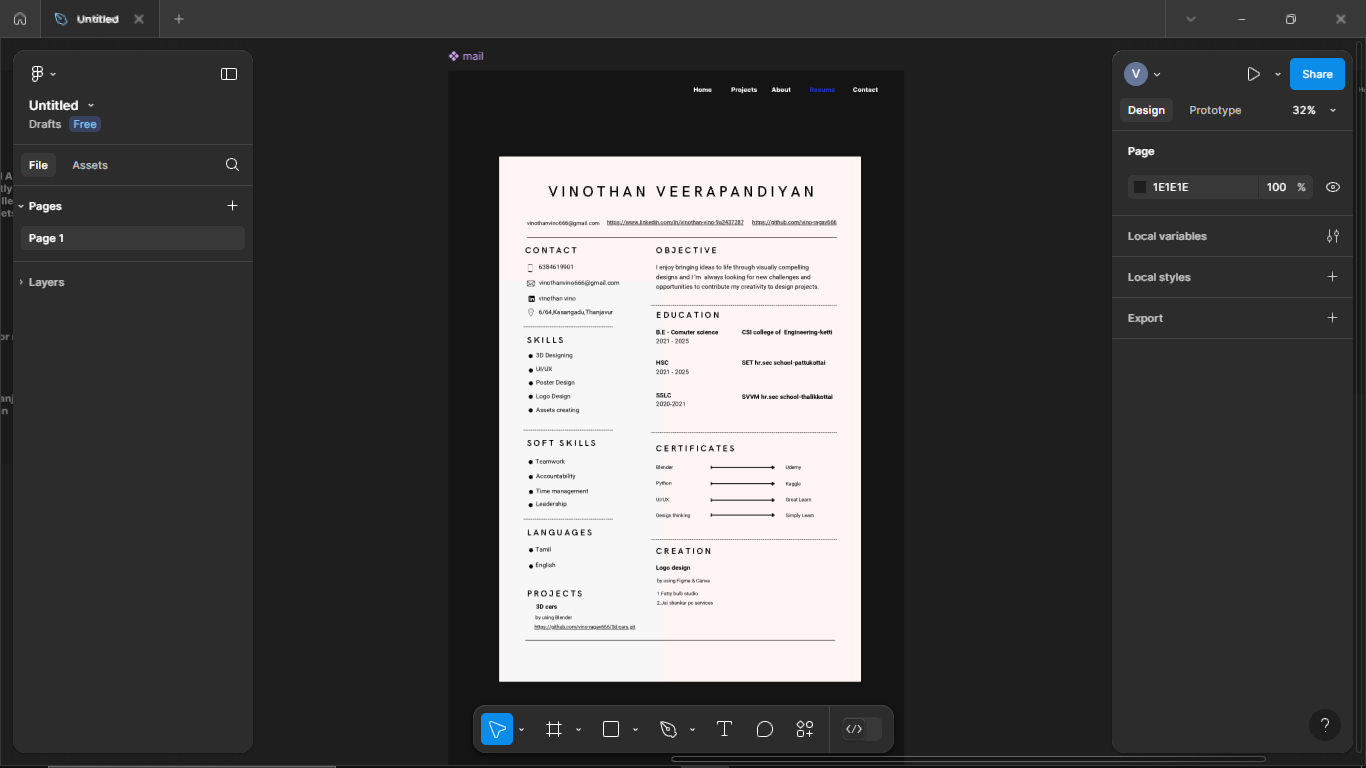 Untitled
mail
Home Projects About Resume Contact
Untitled
Drafts Free
File Assets
Pages
Page 1
Layers
VINOTHAN VEERAPANDIYAN
vinothanvino666@gmail.com https://www.linkedin.com/in/vinothan-vino-9a2437287 https://github.com/vino-ragav666
CONTACT
6384619901
vinothanvino666@gmail.com
vinothan vino
6/64,Kasangadu,Thanjavur
SKILLS
3D Designing
UI/UX
Poster Design
Logo Design
Assets creating
SOFT SKILLS
Teamwork
Accountability
Time management
Leadership
LANGUAGES
Tamil
English
PROJECTS
3D cars
by using Blender
https://github.com/vino-ragav666/3d-cars.git
OBJECTIVE
I enjoy bringing ideas to life through visually compelling
designs and I'm always looking for new challenges and
opportunities to contribute my creativity to design projects.
EDUCATION
B.E - Comuter science CSI college of Engineering-ketti
2021 - 2025
HSC SET hr.sec school-pattukottai
2021 - 2025
SSLC SVVM hr.sec school-thalikkottai
2020-2021
CERTIFICATES
Blender Udemy
Python Kaggle
UI/UX Great Learn
Design thinking Simply Learn
CREATION
Logo design
by using Figma & Canva
1.Fatty bulb studio
2.Jai shankar pc services
V
Share
Design Prototype 32%
Page
1E1E1E 100 %
Local variables
Local styles
Export
?